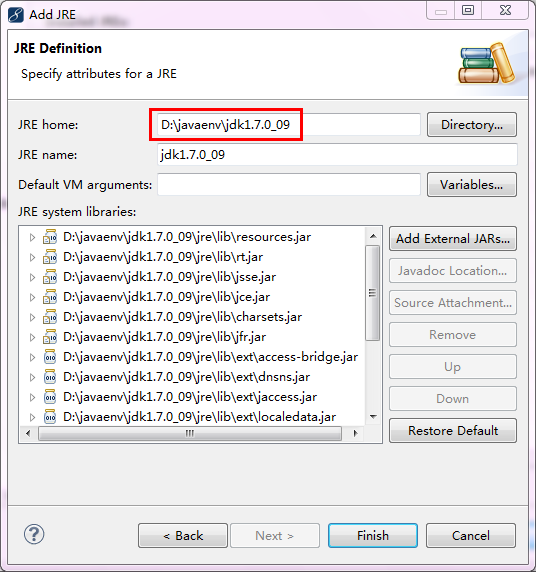 Add JRE
JRE Definition
Specify attributes for a JRE
JRE home:
D:\javaenv\jdk1.7.0_09
Directory...
JRE name:
jdk1.7.0_09
Default VM arguments:
Variables...
JRE system libraries:
D:\javaenv\jdk1.7.0_09\jre\lib\resources.jar
D:\javaenv\jdk1.7.0_09\jre\lib\rt.jar
D:\javaenv\jdk1.7.0_09\jre\lib\jsse.jar
D:\javaenv\jdk1.7.0_09\jre\lib\jce.jar
D:\javaenv\jdk1.7.0_09\jre\lib\charsets.jar
D:\javaenv\jdk1.7.0_09\jre\lib\jfr.jar
D:\javaenv\jdk1.7.0_09\jre\lib\ext\access-bridge.jar
D:\javaenv\jdk1.7.0_09\jre\lib\ext\dnsns.jar
D:\javaenv\jdk1.7.0_09\jre\lib\ext\jaccess.jar
D:\javaenv\jdk1.7.0_09\jre\lib\ext\localedata.jar
Add External JARs...
Javadoc Location...
Source Attachment...
Remove
Up
Down
Restore Default
?
< Back
Next >
Finish
Cancel